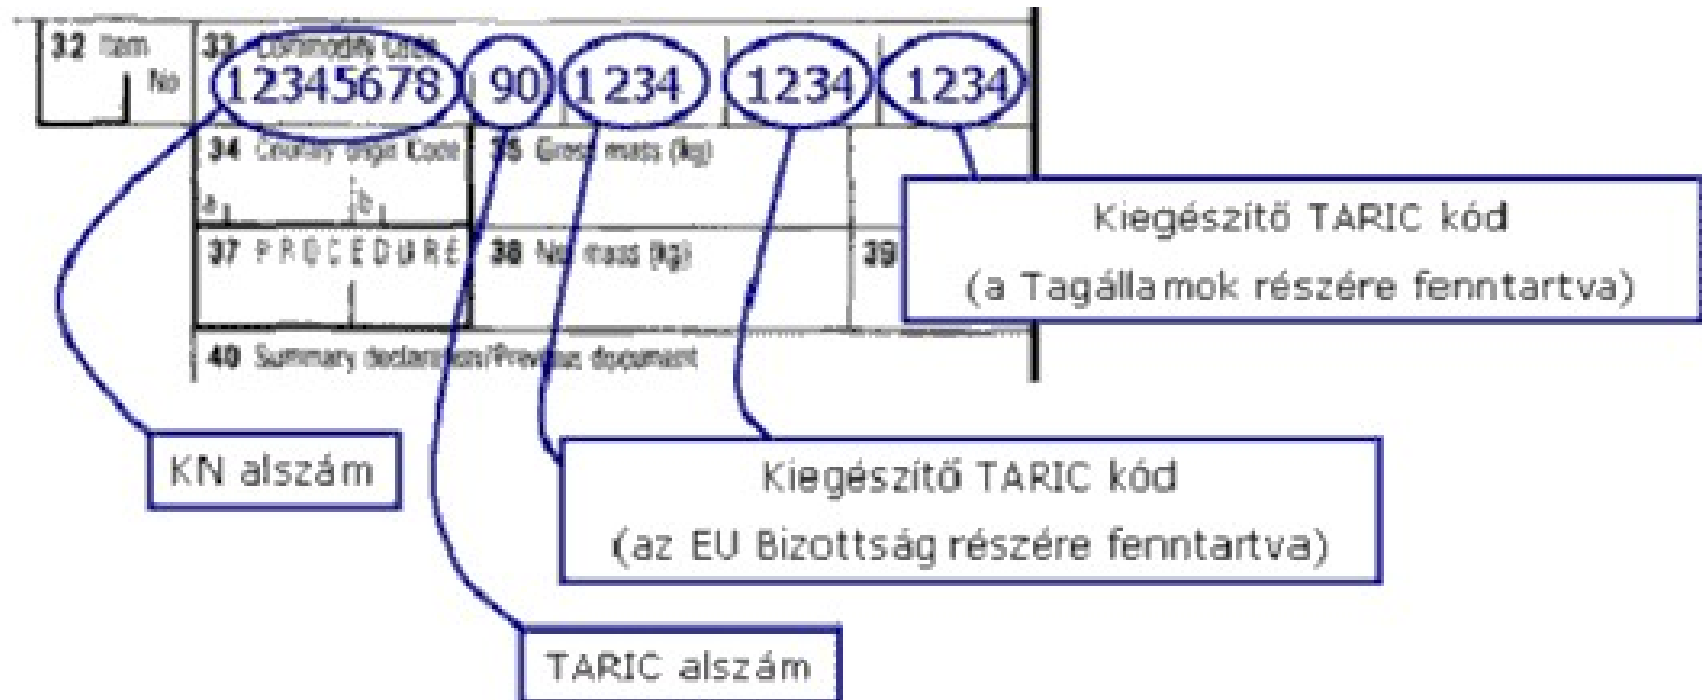 32 Item
No
33 Commodity Code
12345678 90 1234 1234 1234
34 Country origin Code
a
b
35 Gross mass (kg)
37 PROCEDURE
38 Net mass (kg)
39
40 Summary declaration/Previous document
Kiegészítő TARIC kód
(a Tagállamok részére fenntartva)
KN alszám
Kiegészítő TARIC kód
(az EU Bizottság részére fenntartva)
TARIC alszám